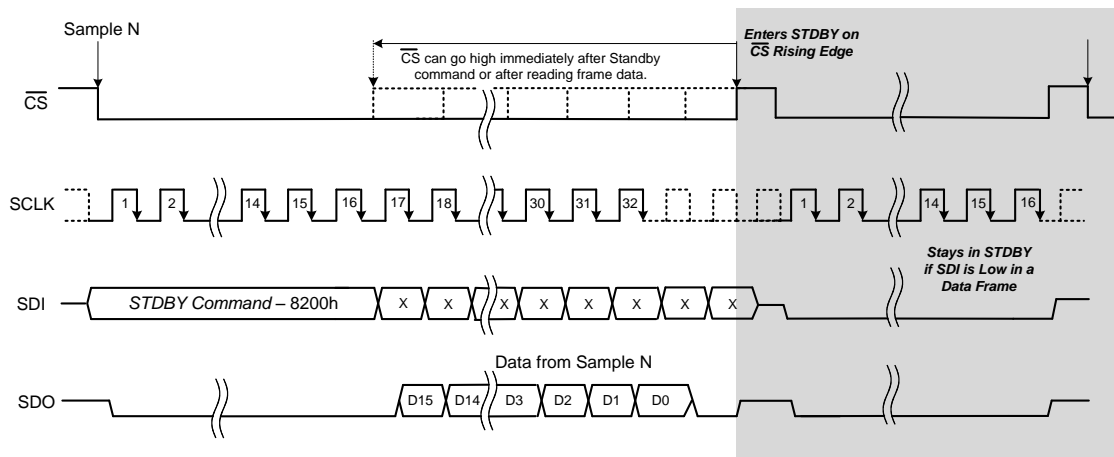 Sample N
Enters STDBY on
CS Rising Edge
CS can go high immediately after Standby
command or after reading frame data.
CS
SCLK
1 2 14 15 16 17 18 30 31 32 1 2 14 15 16
Stays in STDBY
if SDI is Low in a
Data Frame
SDI
STDBY Command – 8200h X X X X X X X X
Data from Sample N
SDO
D15 D14 D3 D2 D1 D0